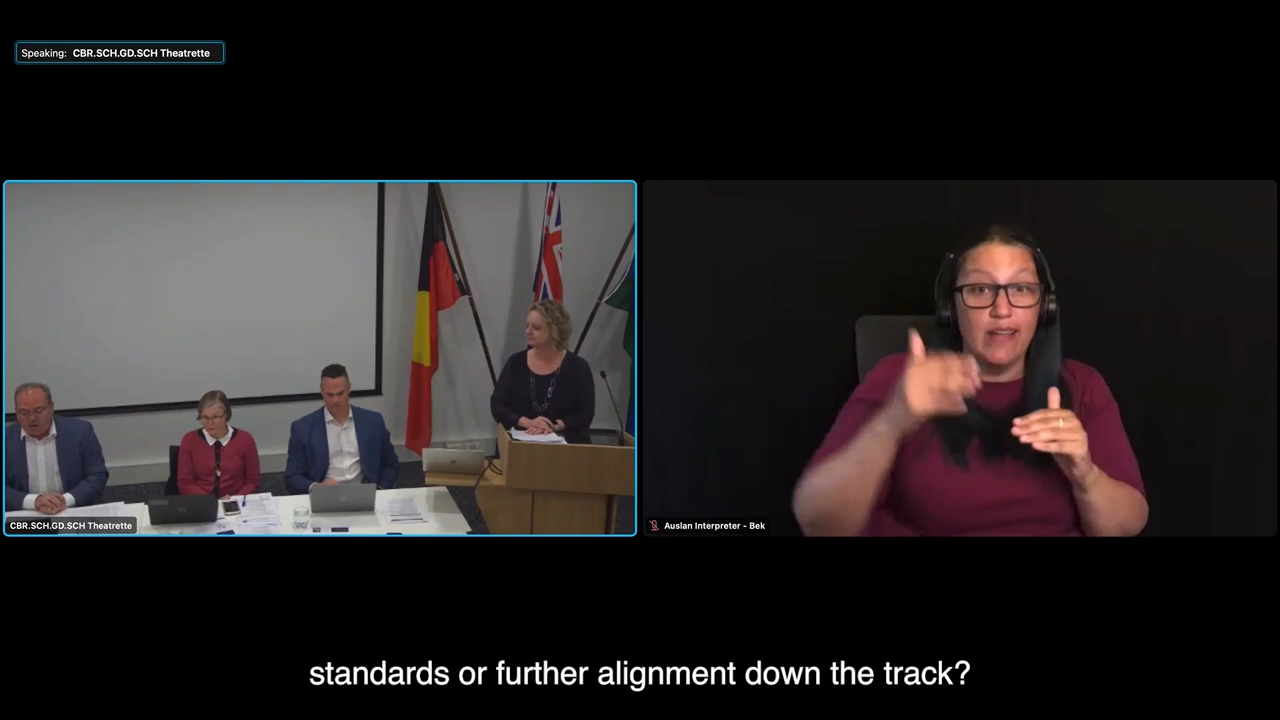 Speaking: CBR.SCH.GD.SCH Theatrette
CBR.SCH.GD.SCH Theatrette
Auslan Interpreter - Bek
standards or further alignment down the track?